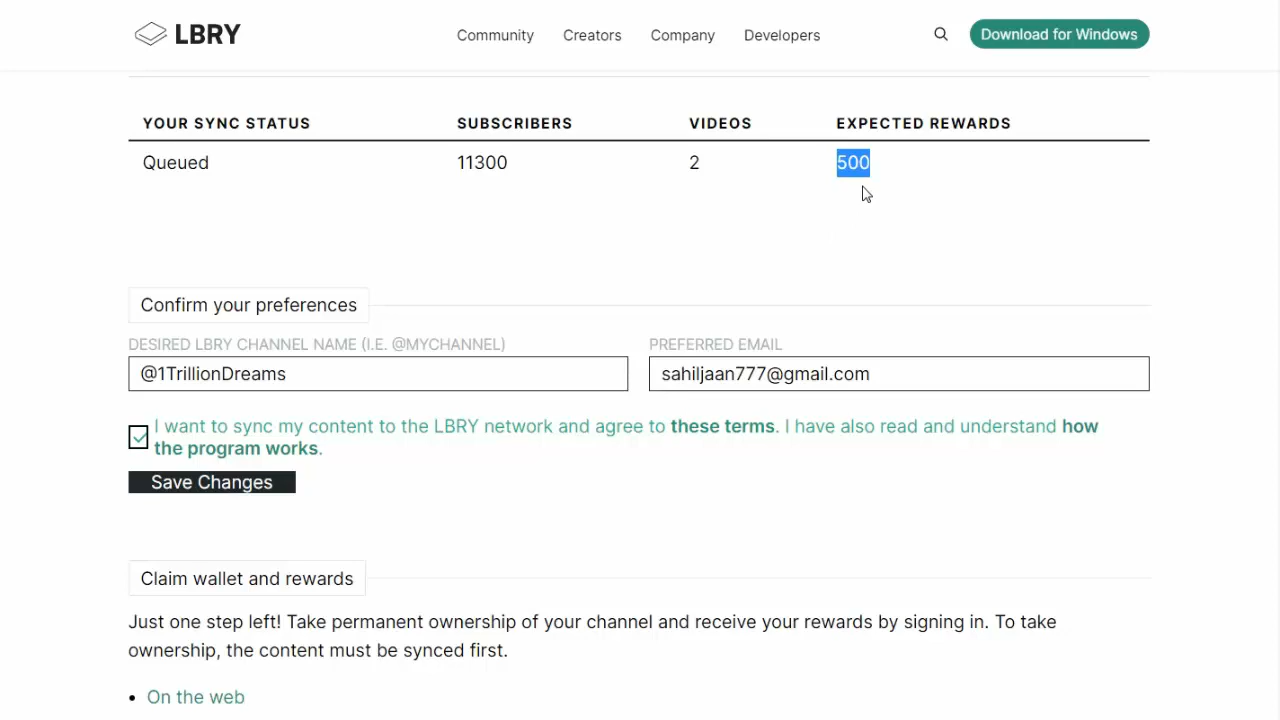 LBRY
Community Creators Company Developers
Download for Windows
YOUR SYNC STATUS SUBSCRIBERS VIDEOS EXPECTED REWARDS
Queued 11300 2 500
Confirm your preferences
DESIRED LBRY CHANNEL NAME (I.E. @MYCHANNEL) PREFERRED EMAIL
@1TrillionDreams sahiljaan777@gmail.com
I want to sync my content to the LBRY network and agree to these terms. I have also read and understand how
the program works.
Save Changes
Claim wallet and rewards
Just one step left! Take permanent ownership of your channel and receive your rewards by signing in. To take
ownership, the content must be synced first.
• On the web